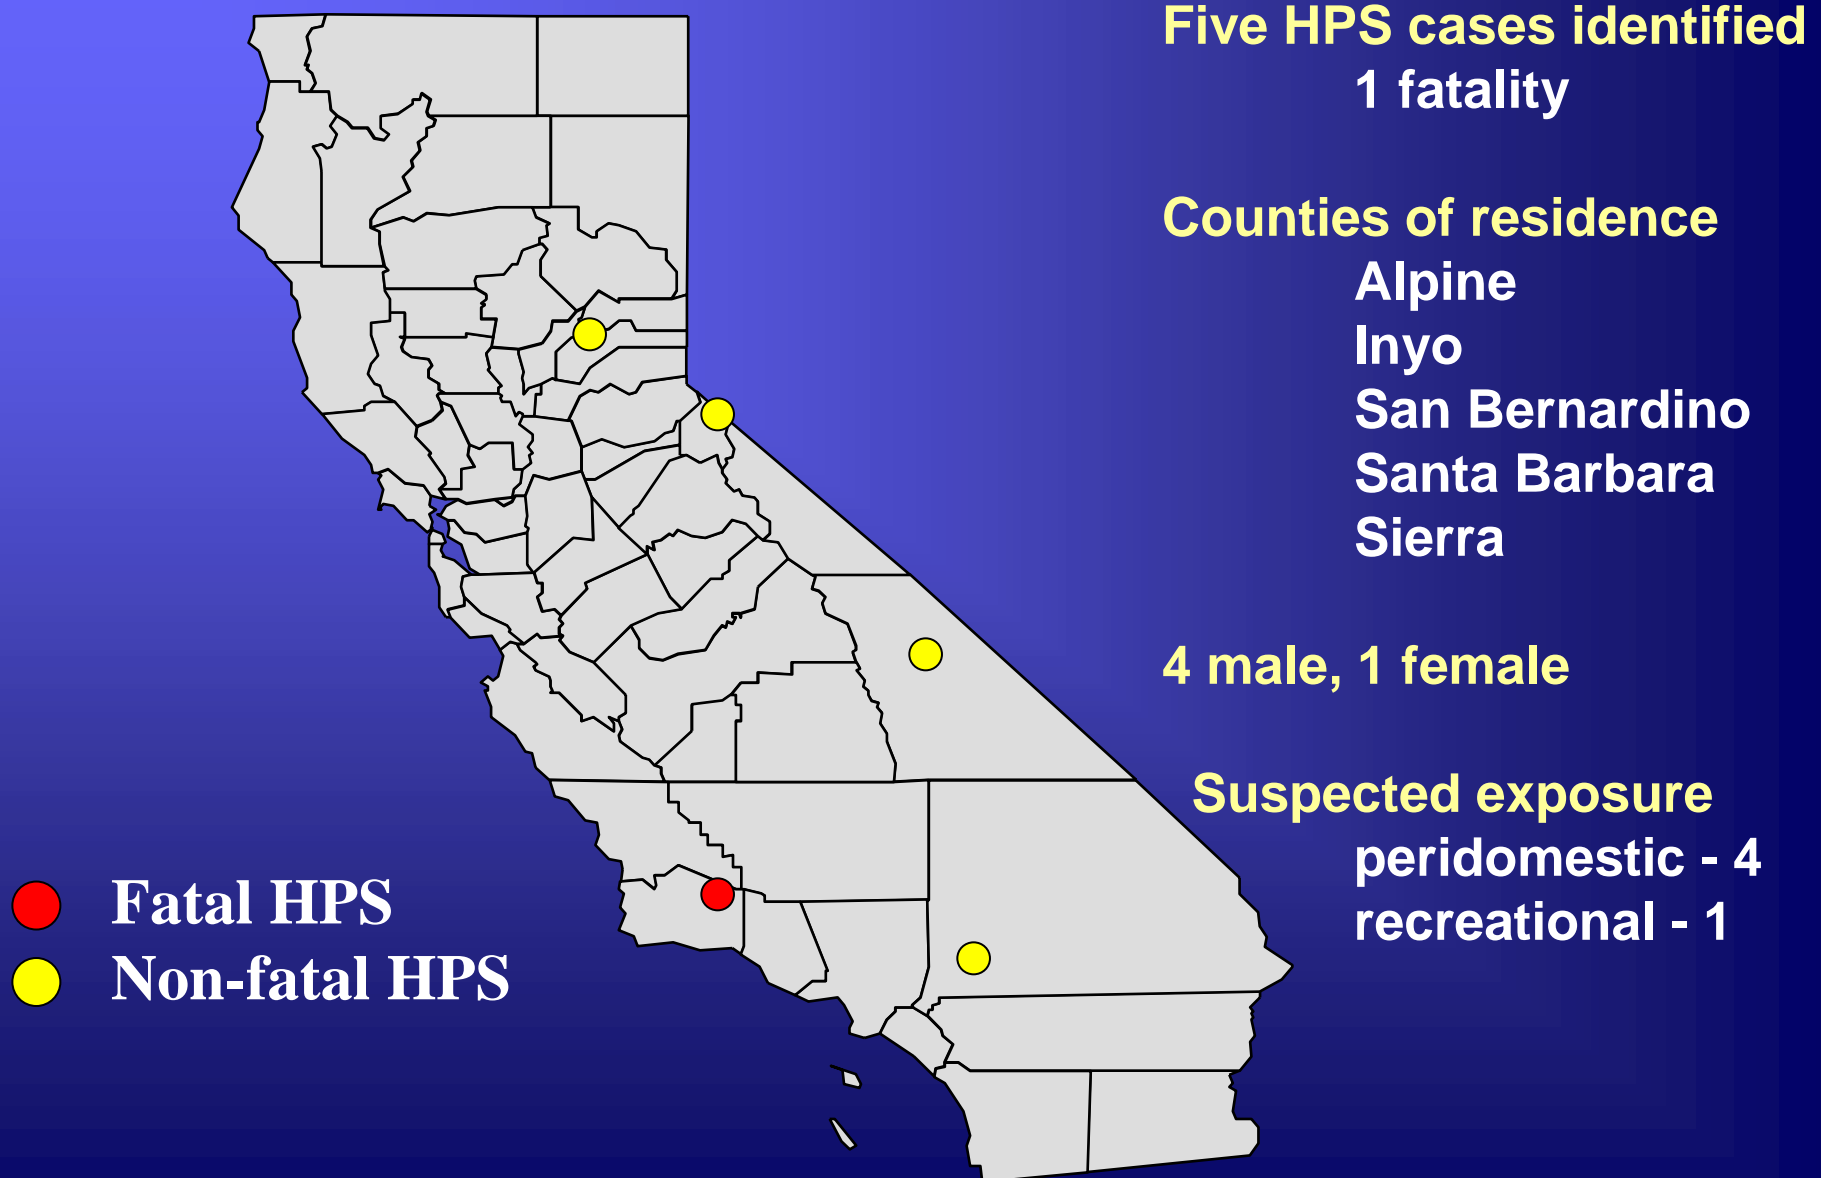 Five HPS cases identified
1 fatality
Counties of residence
Alpine
Inyo
San Bernardino
Santa Barbara
Sierra
4 male, 1 female
Suspected exposure
peridomestic - 4
recreational - 1
Fatal HPS
Non-fatal HPS